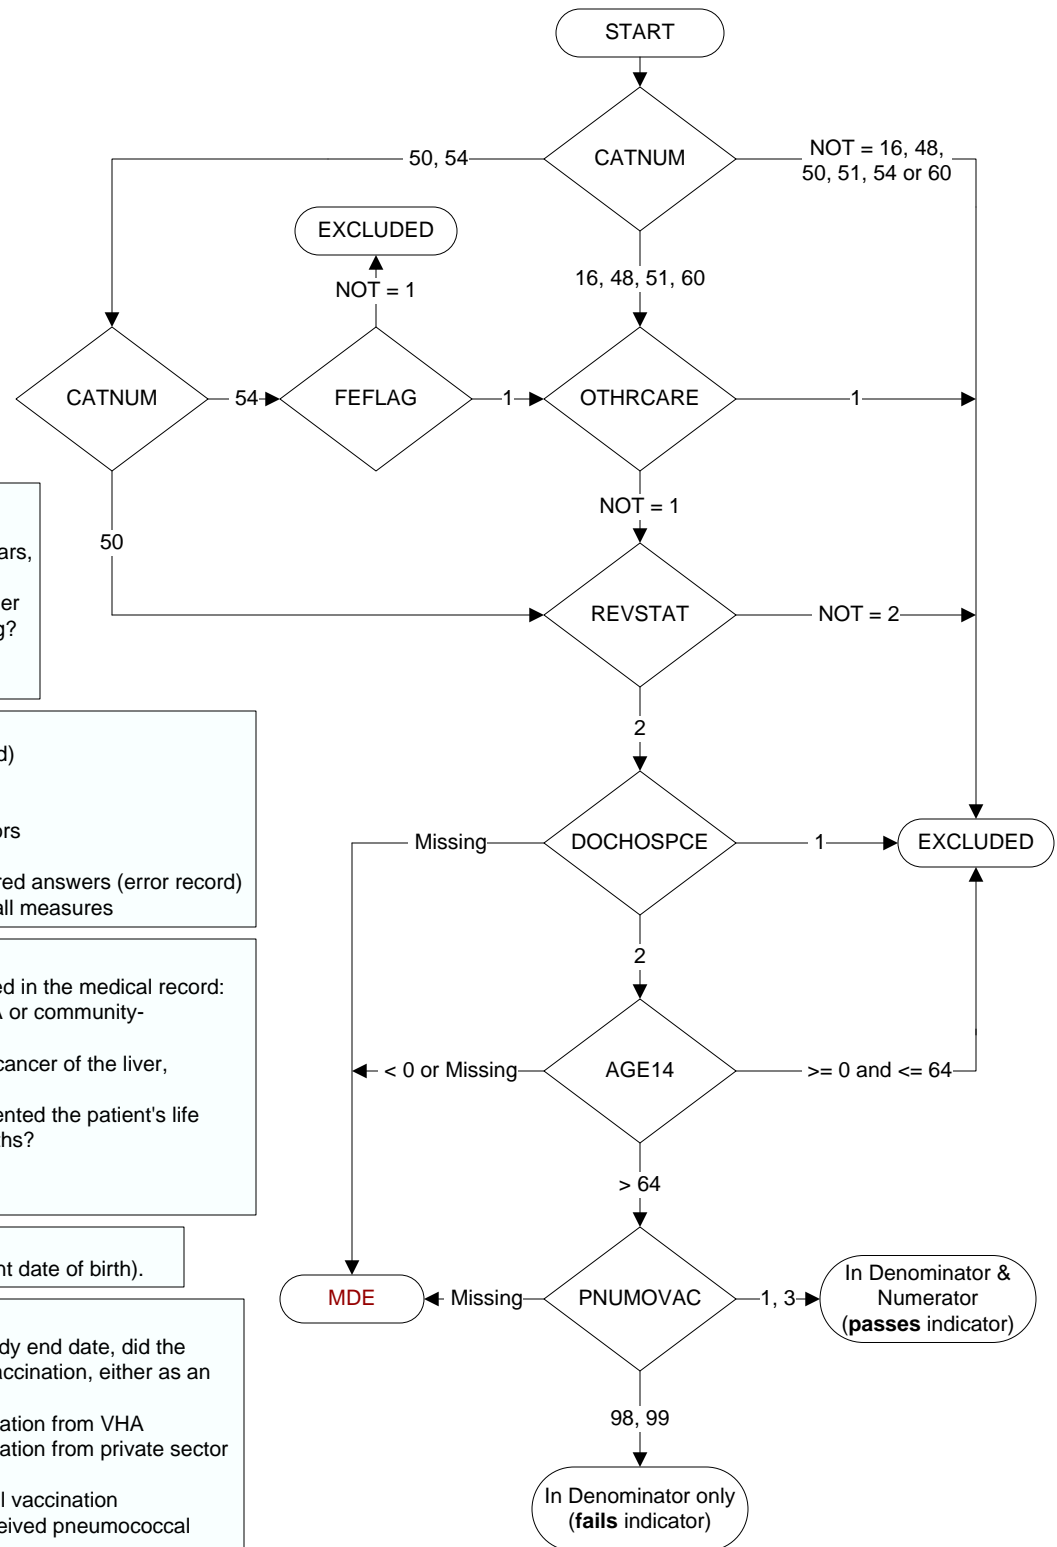 START
CATNUM
50, 54
NOT = 16, 48,
50, 51, 54 or 60
EXCLUDED
NOT = 1
16, 48, 51, 60
CATNUM
54
FEFLAG
1
OTHRCARE
1
NOT = 1
50
REVSTAT
NOT = 2
2
Missing
DOCHOSPCE
1
EXCLUDED
2
< 0 or Missing
AGE14
>= 0 and <= 64
> 64
MDE
Missing
PNUMOVAC
1, 3
In Denominator &
Numerator
(passes indicator)
98, 99
In Denominator only
(fails indicator)
ars,
er
g?
d)
ors
red answers (error record)
all measures
ed in the medical record:
A or community-
cancer of the liver,
ented the patient's life
ths?
nt date of birth).
dy end date, did the
accination, either as an
ation from VHA
ation from private sector
l vaccination
eived pneumococcal